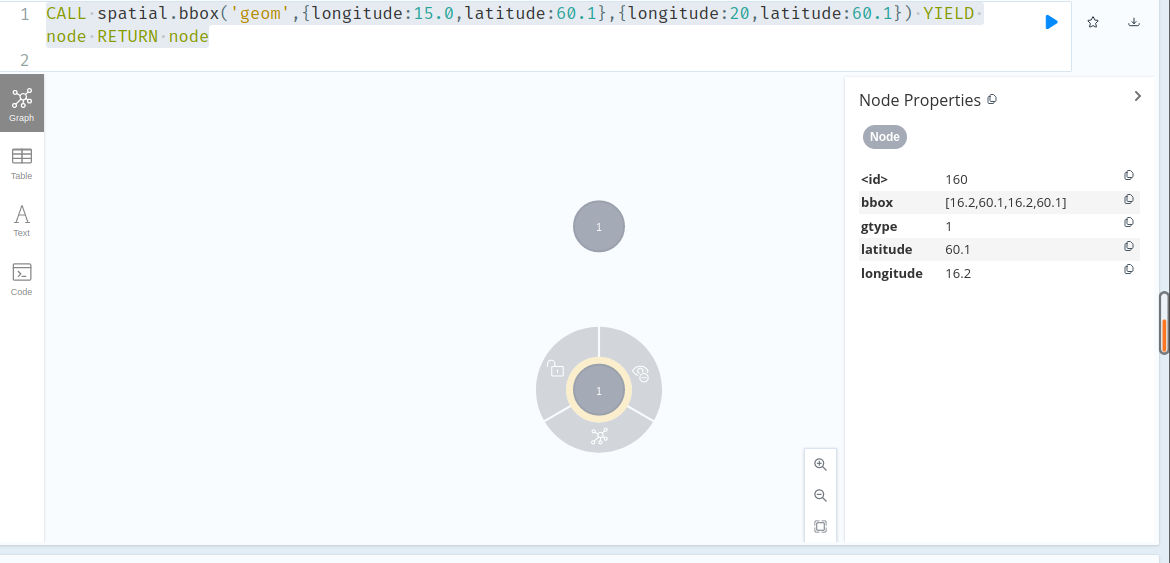 1 CALL spatial.bbox('geom',{longitude:15.0,latitude:60.1},{longitude:20,latitude:60.1}) YIELD
node RETURN node
2
Graph
Table
A
Text
Code
1
1
Node Properties
Node
<id> 160
bbox [16.2,60.1,16.2,60.1]
gtype 1
latitude 60.1
longitude 16.2